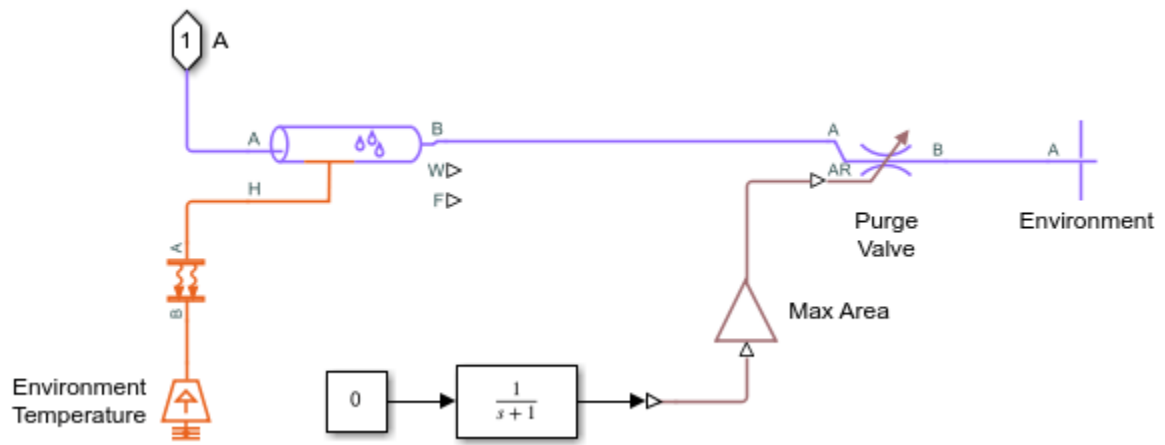 1 A
A
B
A
B
A
W
AR
H
F
Purge
Valve
Environment
A
B
Max Area
Environment
Temperature
0
1
s + 1